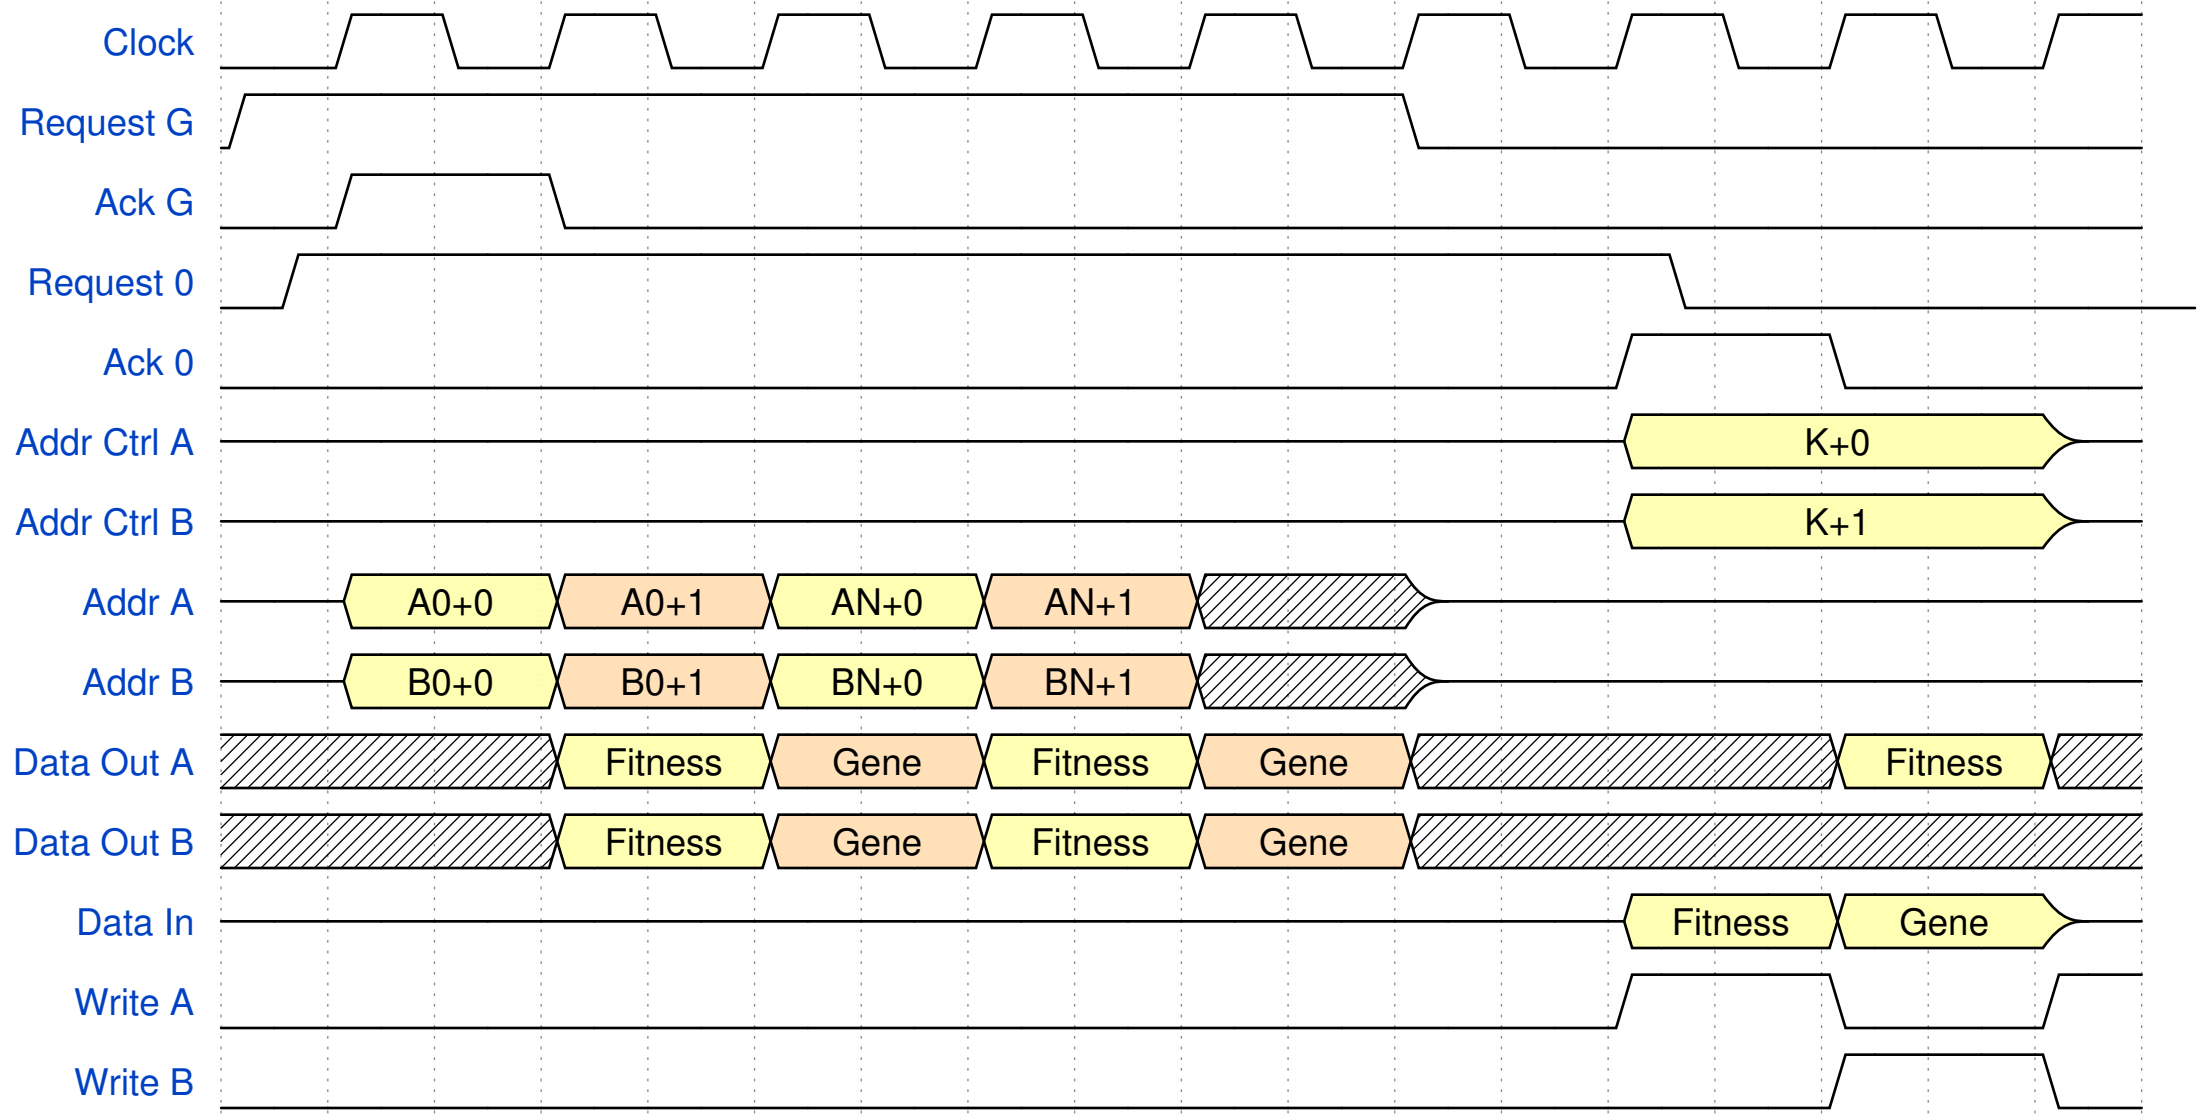 Clock
Request G
Ack G
Request 0
Ack 0
Addr Ctrl A K+0
Addr Ctrl B K+1
Addr A A0+0 A0+1 AN+0 AN+1
Addr B B0+0 B0+1 BN+0 BN+1
Data Out A Fitness Gene Fitness Gene Fitness
Data Out B Fitness Gene Fitness Gene
Data In Fitness Gene
Write A
Write B